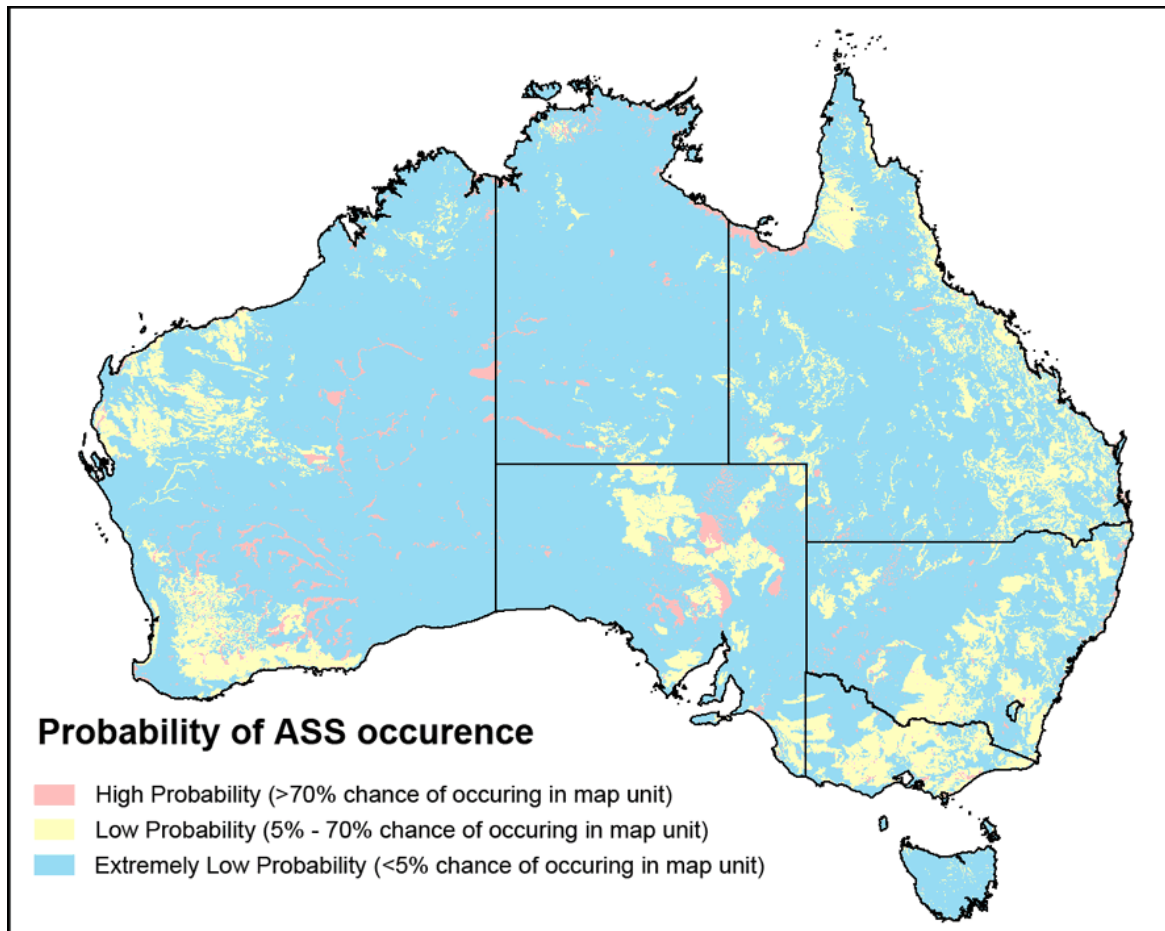 Probability of ASS occurence
High Probability (>70% chance of occuring in map unit)
Low Probability (5% - 70% chance of occuring in map unit)
Extremely Low Probability (<5% chance of occuring in map unit)